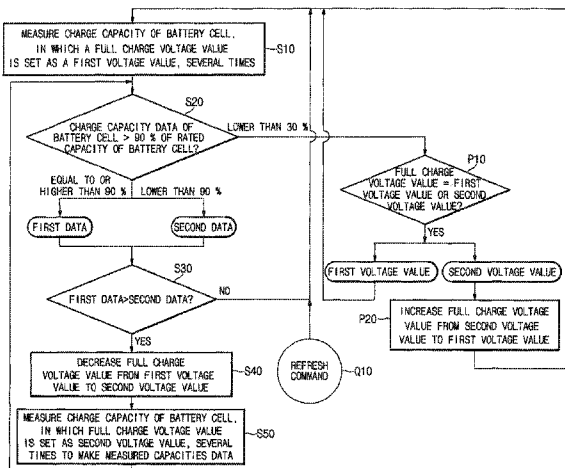 MEASURE CHARGE CAPACITY OF BATTERY CELL,
IN WHICH A FULL CHARGE VOLTAGE VALUE
IS SET AS A FIRST VOLTAGE VALUE, SEVERAL TIMES
S10
S20
CHARGE CAPACITY DATA OF
BATTERY CELL > 90 % OF RATED
CAPACITY OF BATTERY CELL?
LOWER THAN 30 %
EQUAL TO OR
HIGHER THAN 90 %
LOWER THAN 90 %
FIRST DATA
SECOND DATA
S30
FIRST DATA>SECOND DATA?
NO
YES
DECREASE FULL CHARGE
VOLTAGE VALUE FROM FIRST VOLTAGE
VALUE TO SECOND VOLTAGE VALUE
S40
MEASURE CHARGE CAPACITY OF BATTERY CELL,
IN WHICH FULL CHARGE VOLTAGE VALUE
IS SET AS SECOND VOLTAGE VALUE, SEVERAL
TIMES TO MAKE MEASURED CAPACITIES DATA
S50
P10
FULL CHARGE
VOLTAGE VALUE = FIRST
VOLTAGE VALUE OR SECOND
VOLTAGE VALUE?
YES
FIRST VOLTAGE VALUE
SECOND VOLTAGE VALUE
P20
INCREASE FULL CHARGE VOLTAGE
VALUE FROM SECOND VOLTAGE
VALUE TO FIRST VOLTAGE VALUE
REFRESH
COMMAND
Q10